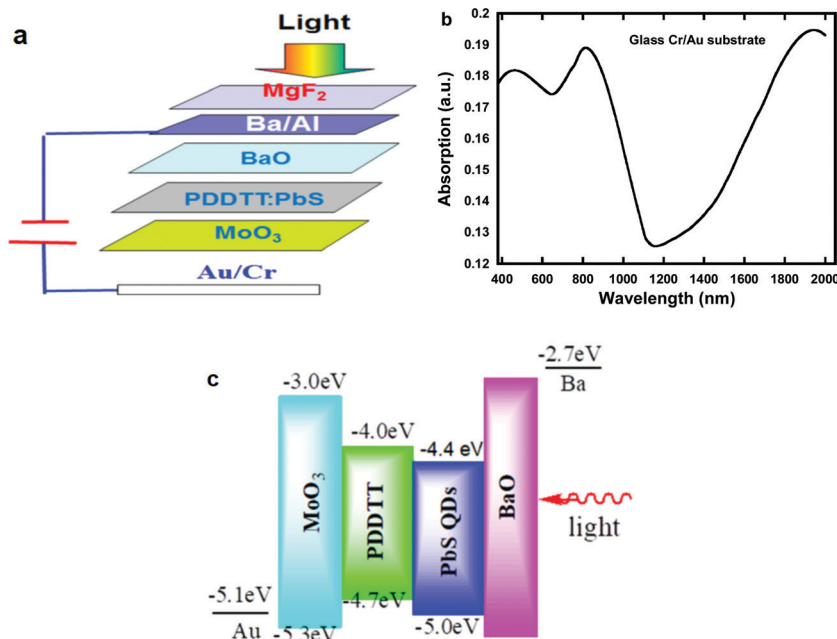 a
Light
MgF₂
Ba/Al
BaO
PDDTT:PbS
MoO₃
Au/Cr
b
0.2
0.19
0.18
0.17
0.16
0.15
0.14
0.13
0.12
Absorption (a.u.)
Glass Cr/Au substrate
400 600 800 1000 1200 1400 1600 1800 2000
Wavelength (nm)
c
-2.7eV
Ba
-3.0eV
-4.0eV
-4.4 eV
MoO₃
PDDTT
PbS QDs
BaO
light
-5.1eV
Au
-5.3eV
-4.7eV
-5.0eV